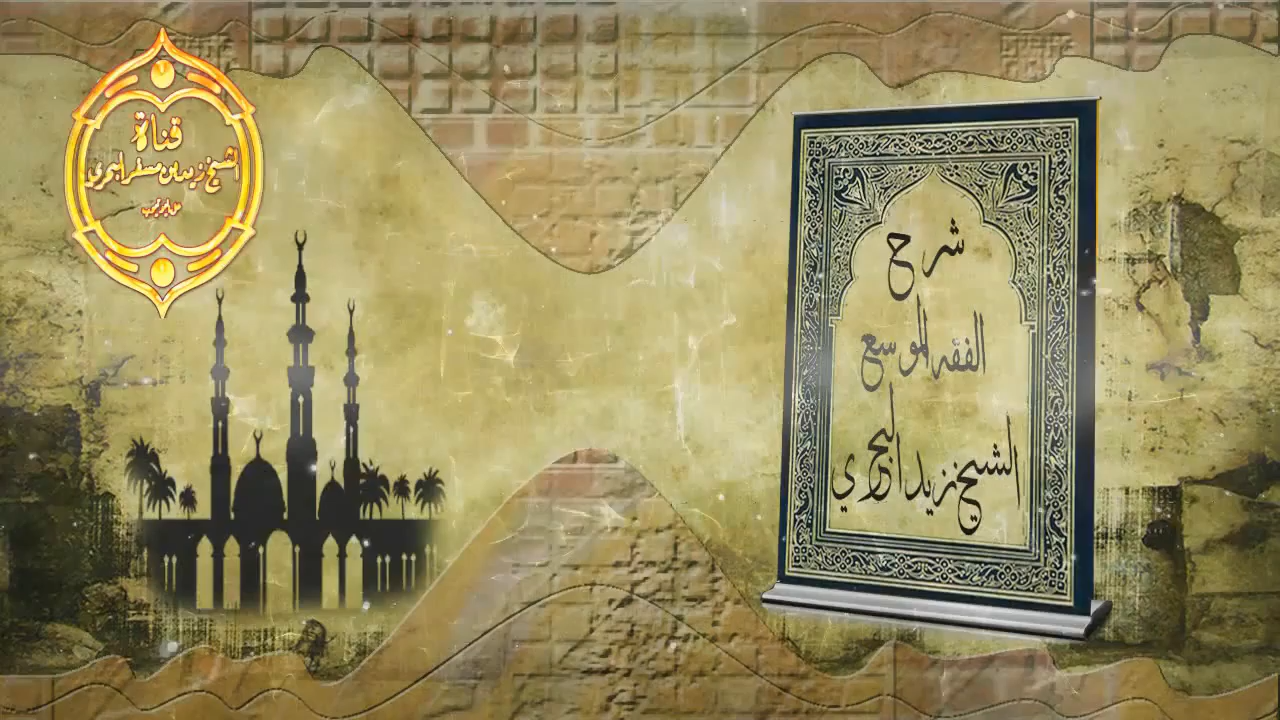 قناة
الشيخ زيد بن مسفر البحري
شرح
الفقه الموسع
الشيخ زيد البحري